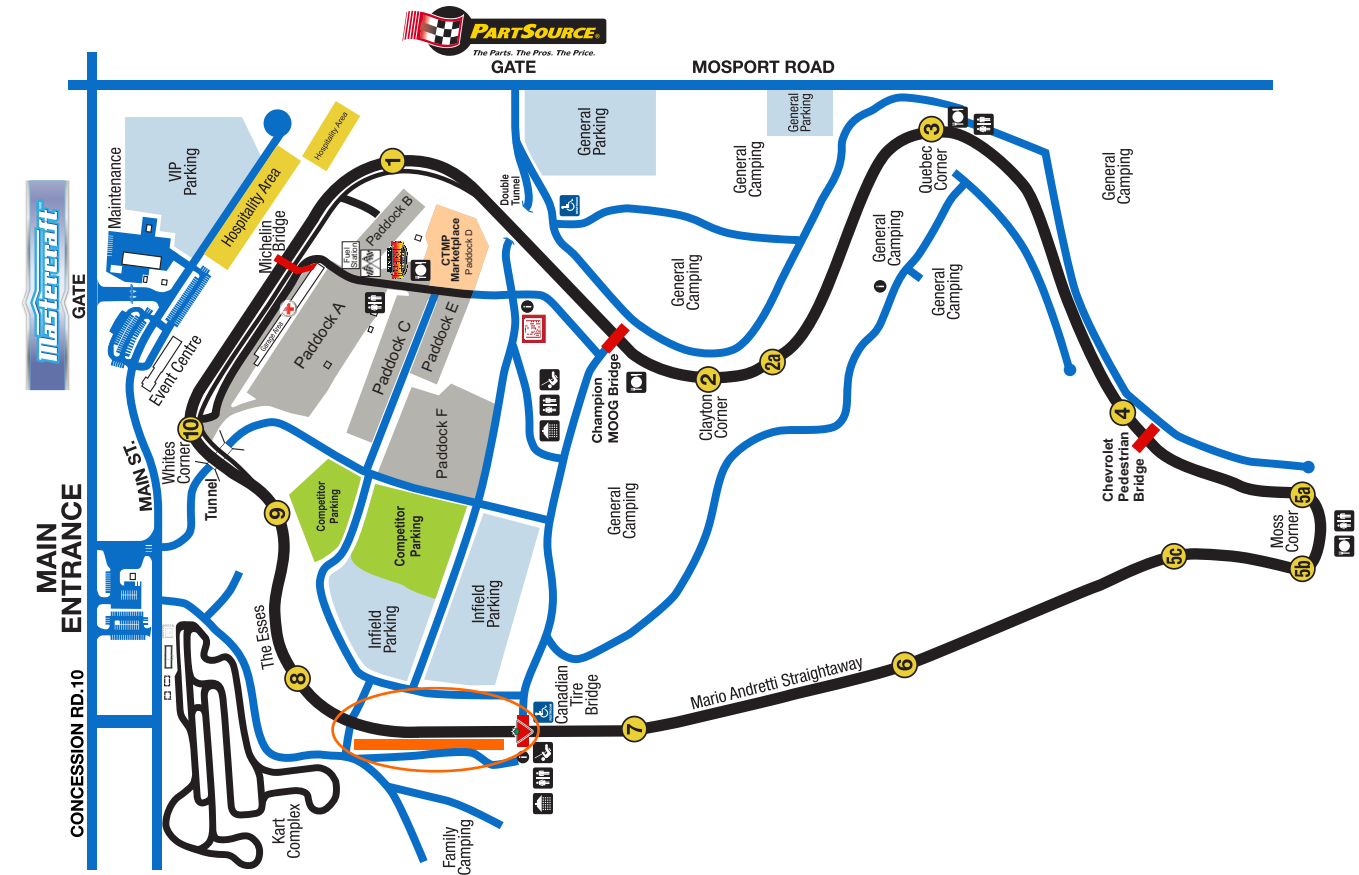 PARTSOURCE®
The Parts. The Pros. The Price.
GATE
MOSPORT ROAD
Mastercraft
GATE
Maintenance
VIP
Parking
Hospitality Area
Hospitality Area
Michelin
Bridge
1
Paddock B
Fuel
Station
CTMP
Marketplace
Paddock D
Garage Area
Paddock A
Paddock C
Paddock E
Paddock F
Double
Tunnel
General
Parking
General
Parking
General
Camping
General
Camping
General
Camping
3
Quebec
Corner
General
Camping
General
Camping
i
i
Event Centre
MAIN ST.
10
Whites
Corner
Tunnel
9
Champion
MOOG Bridge
2
Clayton
Corner
2a
4
Chevrolet
Pedestrian
Bridge
5a
Moss
Corner
5b
5c
MAIN
ENTRANCE
Competitor
Parking
Competitor
Parking
General
Camping
Infield
Parking
Infield
Parking
The Esses
8
Canadian
Tire
Bridge
i
7
Mario Andretti Straightaway
6
CONCESSION RD.10
Kart
Complex
Family
Camping